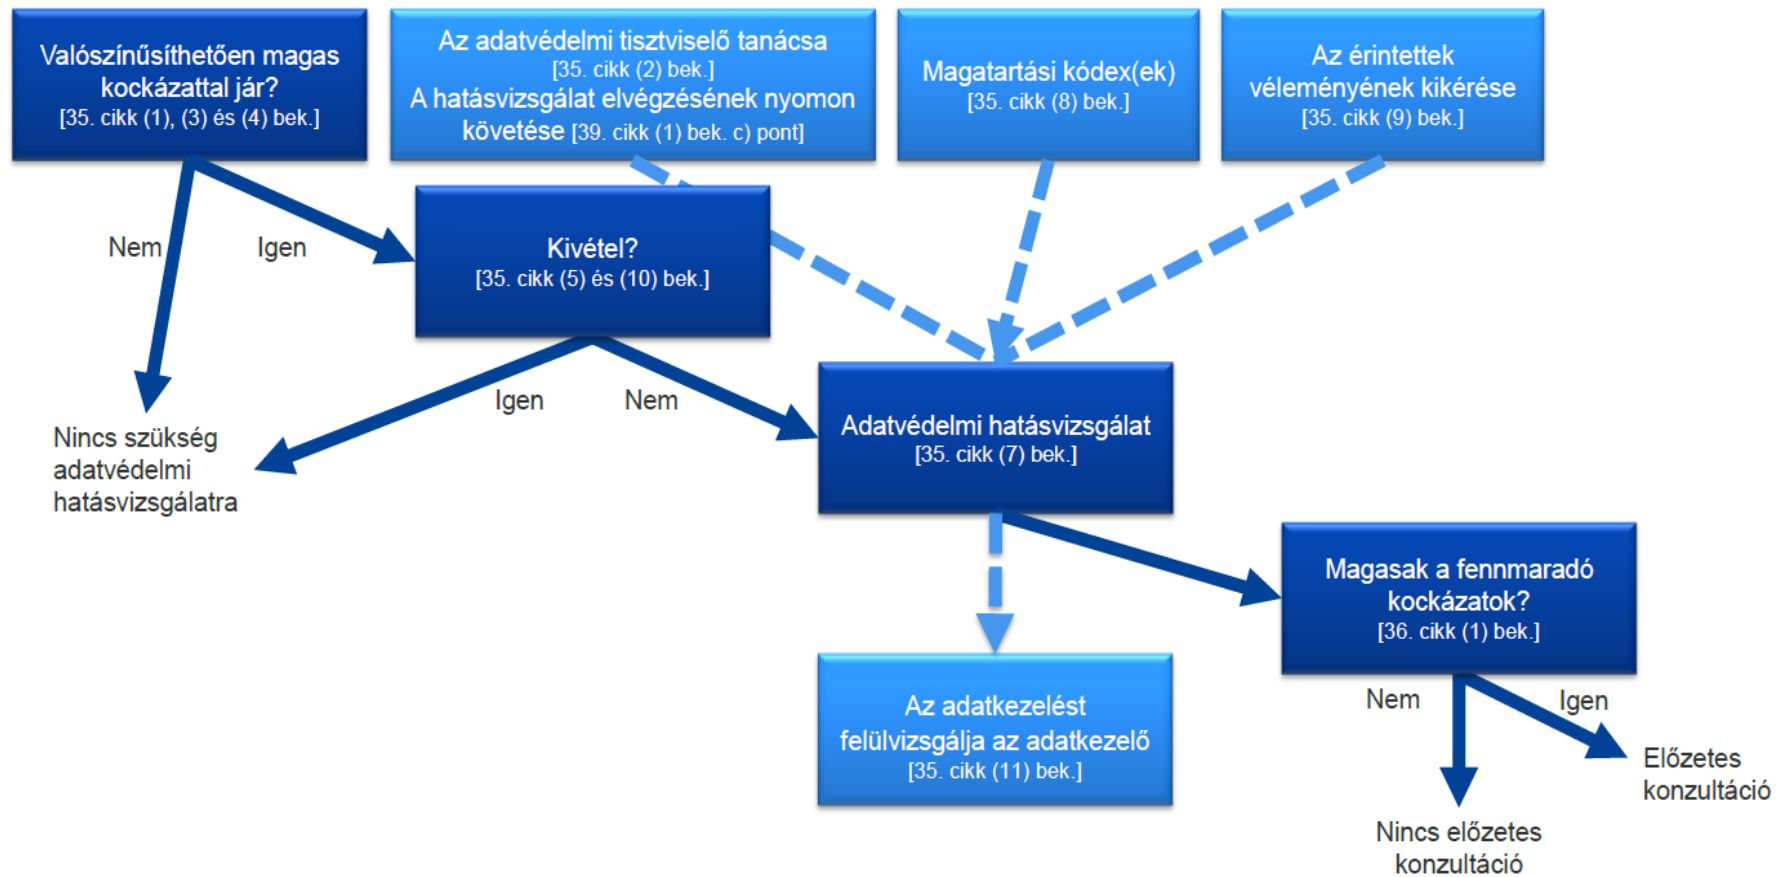 Valószínűsíthetően magas
kockázattal jár?
[35. cikk (1), (3) és (4) bek.]
Az adatvédelmi tisztviselő tanácsa
[35. cikk (2) bek.]
A hatásvizsgálat elvégzésének nyomon
követése [39. cikk (1) bek. c) pont]
Magatartási kódex(ek)
[35. cikk (8) bek.]
Az érintettek
véleményének kikérése
[35. cikk (9) bek.]
Nem
Igen
Kivétel?
[35. cikk (5) és (10) bek.]
Igen
Nem
Nincs szükség
adatvédelmi
hatásvizsgálatra
Adatvédelmi hatásvizsgálat
[35. cikk (7) bek.]
Magasak a fennmaradó
kockázatok?
[36. cikk (1) bek.]
Az adatkezelést
felülvizsgálja az adatkezelő
[35. cikk (11) bek.]
Nem
Igen
Előzetes
konzultáció
Nincs előzetes
konzultáció